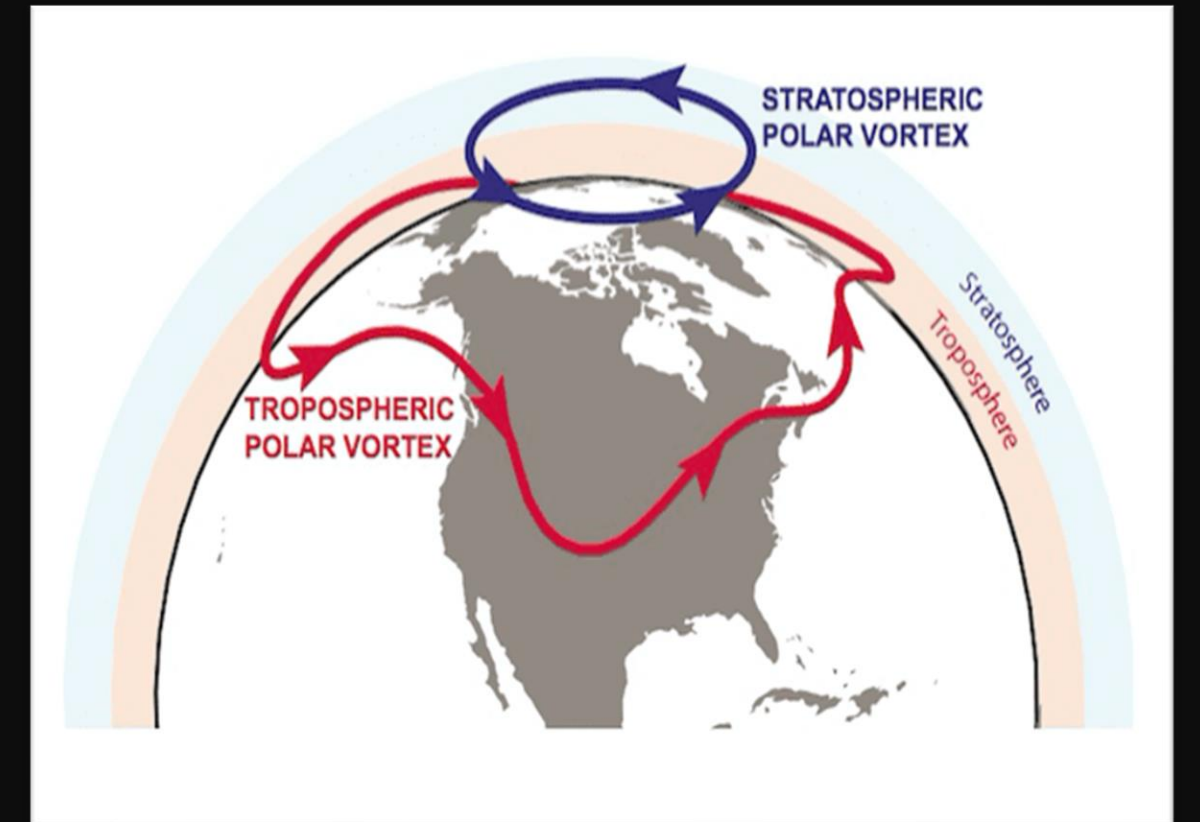 STRATOSPHERIC
POLAR VORTEX
Stratosphere
Troposphere
TROPOSPHERIC
POLAR VORTEX